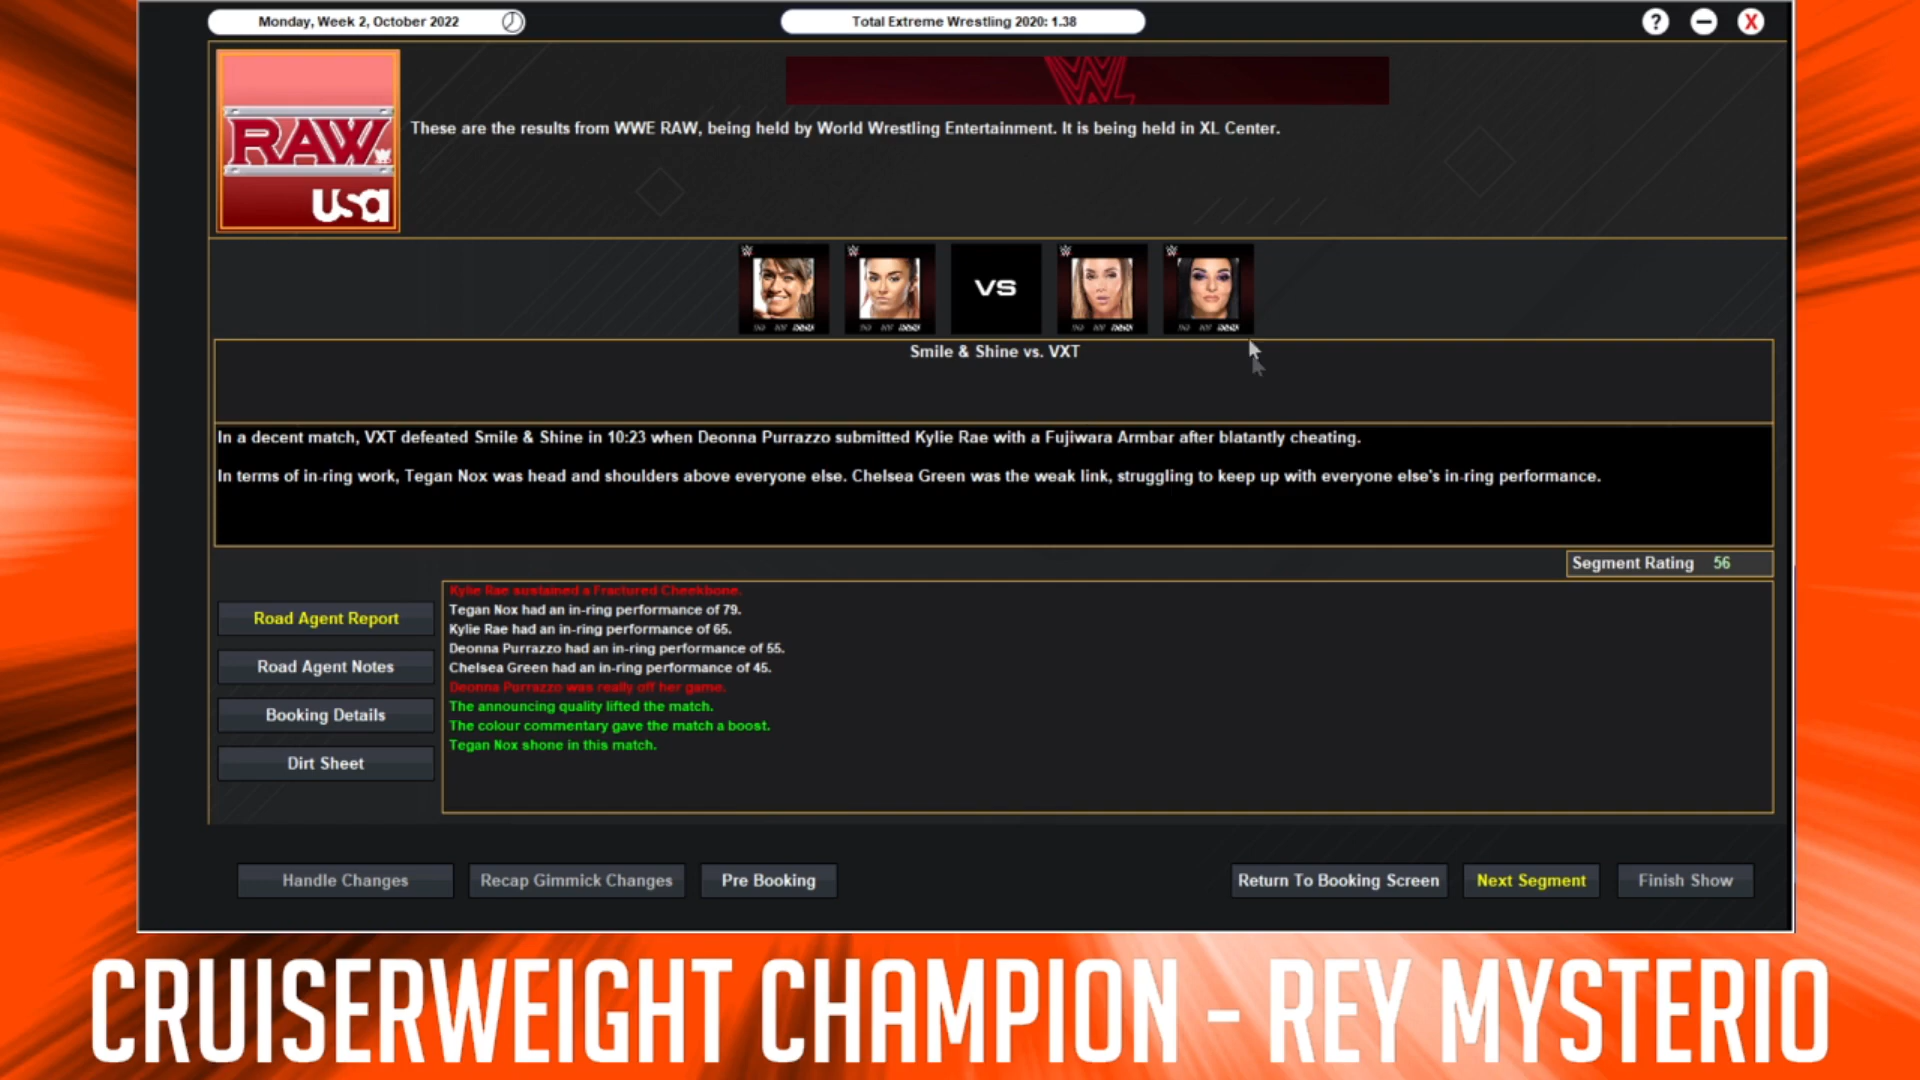 Monday, Week 2, October 2022
Total Extreme Wrestling 2020: 1.38
?
X
RAW
usa
These are the results from WWE RAW, being held by World Wrestling Entertainment. It is being held in XL Center.
VS
Smile & Shine vs. VXT
In a decent match, VXT defeated Smile & Shine in 10:23 when Deonna Purrazzo submitted Kylie Rae with a Fujiwara Armbar after blatantly cheating.
In terms of in-ring work, Tegan Nox was head and shoulders above everyone else. Chelsea Green was the weak link, struggling to keep up with everyone else's in-ring performance.
Segment Rating 56
Road Agent Report
Road Agent Notes
Booking Details
Dirt Sheet
Kylie Rae sustained a Fractured Cheekbone.
Tegan Nox had an in-ring performance of 79.
Kylie Rae had an in-ring performance of 65.
Deonna Purrazzo had an in-ring performance of 55.
Chelsea Green had an in-ring performance of 45.
Deonna Purrazzo was really off her game.
The announcing quality lifted the match.
The colour commentary gave the match a boost.
Tegan Nox shone in this match.
Handle Changes
Recap Gimmick Changes
Pre Booking
Return To Booking Screen
Next Segment
Finish Show
CRUISERWEIGHT CHAMPION - REY MYSTERIO